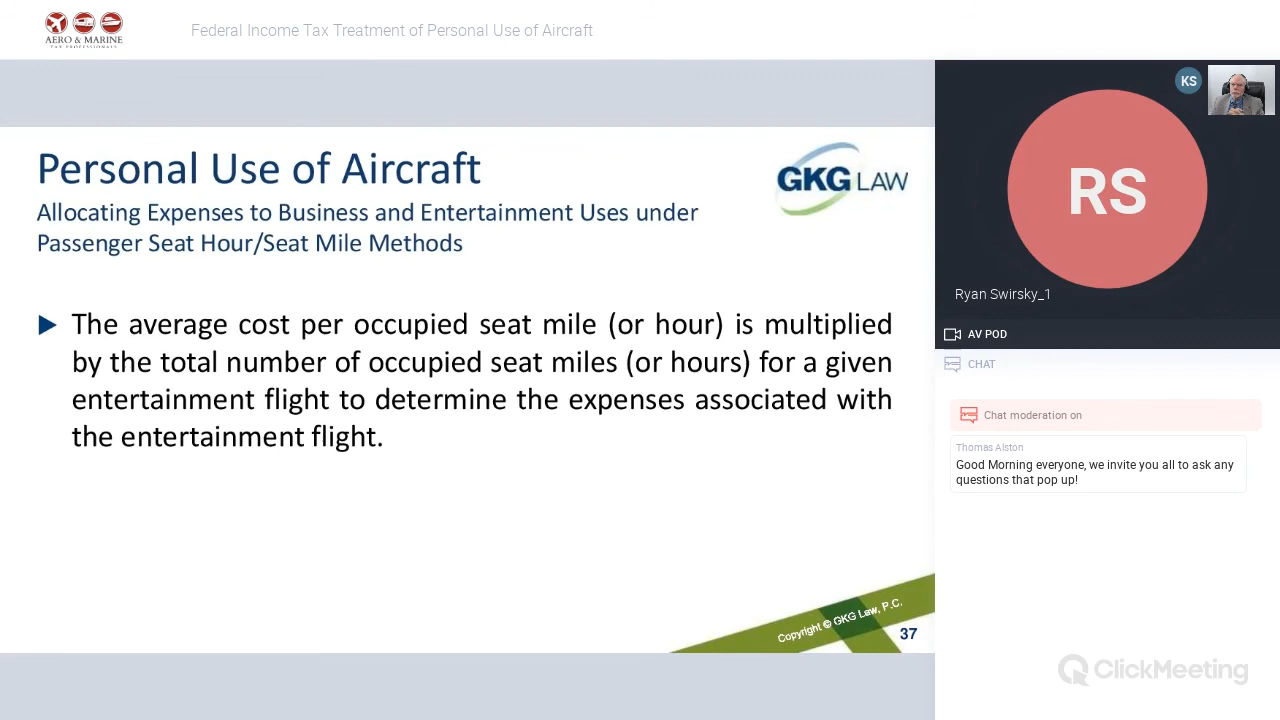 AERO & MARINE
TAX PROFESSIONALS
Federal Income Tax Treatment of Personal Use of Aircraft
Personal Use of Aircraft
GKG LAW
Allocating Expenses to Business and Entertainment Uses under
Passenger Seat Hour/Seat Mile Methods
The average cost per occupied seat mile (or hour) is multiplied
by the total number of occupied seat miles (or hours) for a given
entertainment flight to determine the expenses associated with
the entertainment flight.
Copyright © GKG Law, P.C.
37
KS
RS
Ryan Swirsky_1
AV POD
CHAT
Chat moderation on
Thomas Alston
Good Morning everyone, we invite you all to ask any
questions that pop up!
ClickMeeting